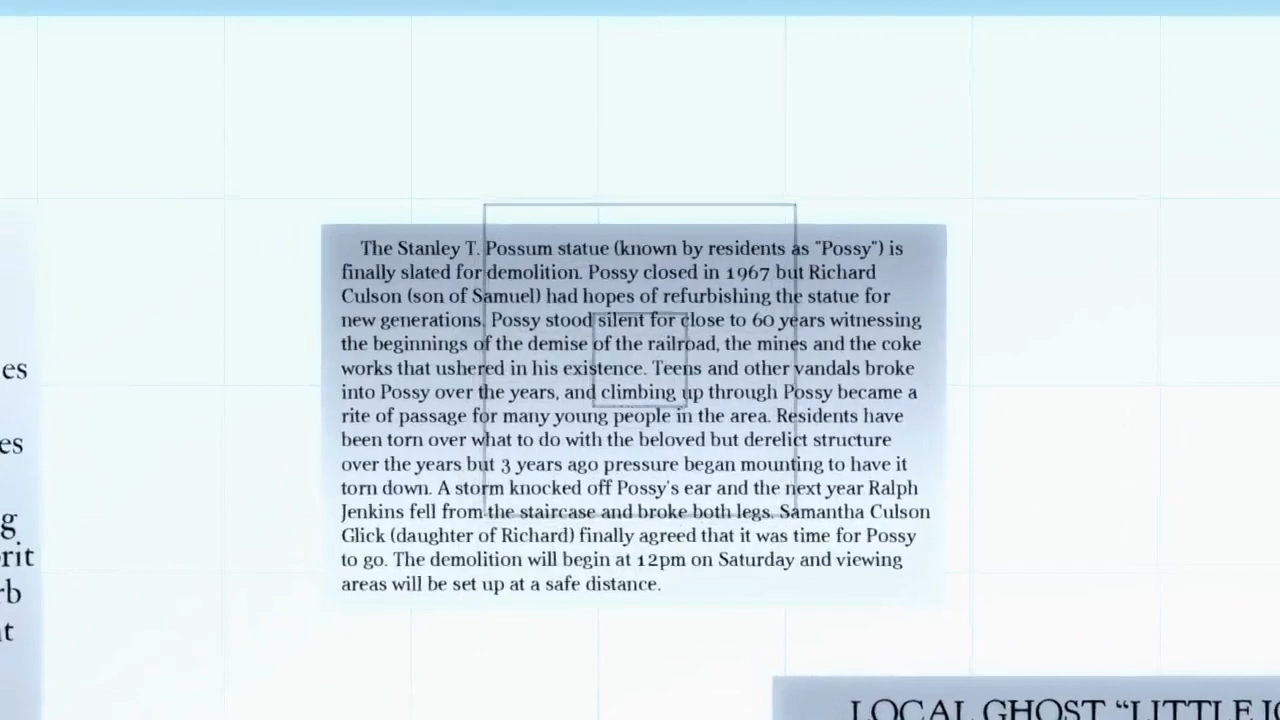 The Stanley T. Possum statue (known by residents as "Possy") is
finally slated for demolition. Possy closed in 1967 but Richard
Culson (son of Samuel) had hopes of refurbishing the statue for
new generations. Possy stood silent for close to 60 years witnessing
the beginnings of the demise of the railroad, the mines and the coke
works that ushered in his existence. Teens and other vandals broke
into Possy over the years, and climbing up through Possy became a
rite of passage for many young people in the area. Residents have
been torn over what to do with the beloved but derelict structure
over the years but 3 years ago pressure began mounting to have it
torn down. A storm knocked off Possy's ear and the next year Ralph
Jenkins fell from the staircase and broke both legs. Samantha Culson
Glick (daughter of Richard) finally agreed that it was time for Possy
to go. The demolition will begin at 12pm on Saturday and viewing
areas will be set up at a safe distance.
es
es
g
rit
rb
t
LOCAL GHOST "LITTLE